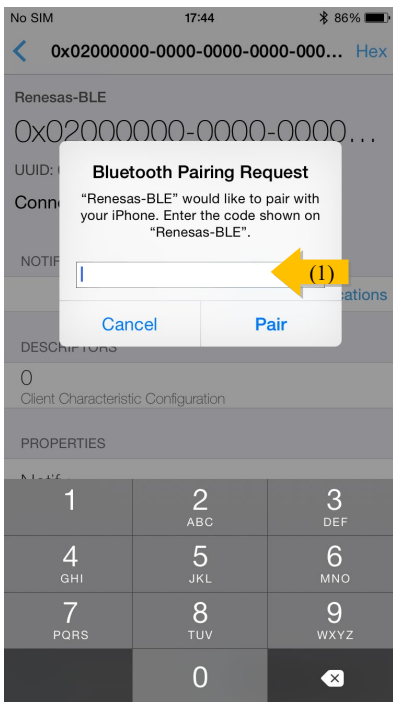 No SIM 17:44 86%
0x02000000-0000-0000-00 00-000... Hex
Renesas-BLE
0x02000000-0000-0000...
UUID:
Conn
Bluetooth Pairing Request
“Renesas-BLE” would like to pair with
your iPhone. Enter the code shown on
“Renesas-BLE”.
(1)
NOTIF
cations
Cancel Pair
DESCRIPTORS
0
Client Characteristic Configuration
PROPERTIES
1 2 3
ABC DEF
4 5 6
GHI JKL MNO
7 8 9
PQRS TUV WXYZ
0